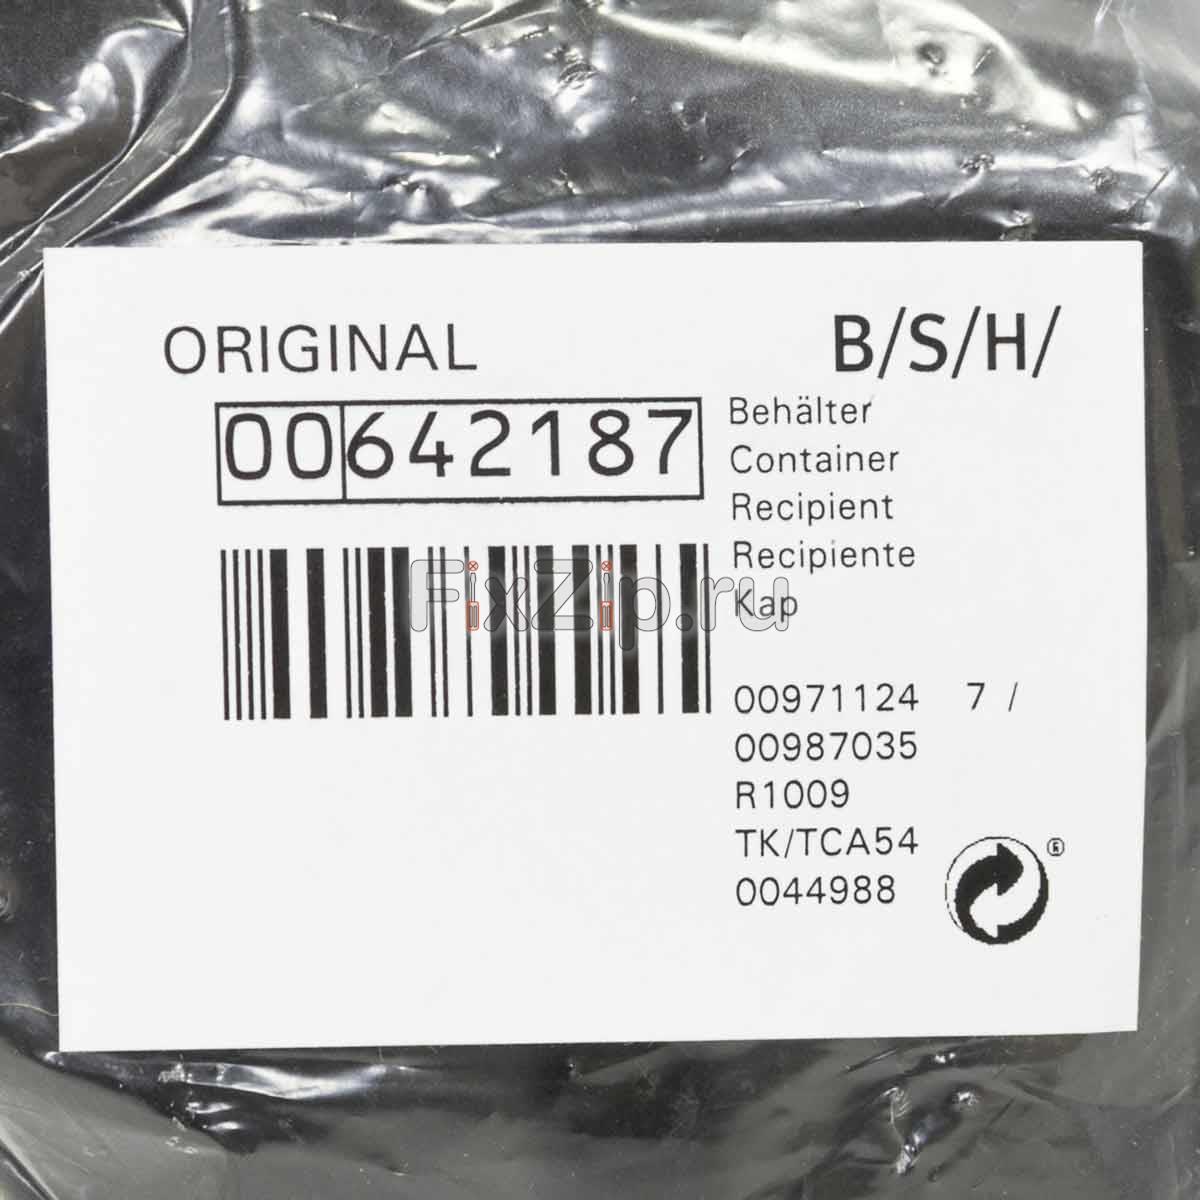 ORIGINAL
B/S/H/
00642187
Behälter
Container
Recipient
Recipiente
Kap
FixZip.ru
00971124 7 /
00987035
R1009
TK/TCA54
0044988